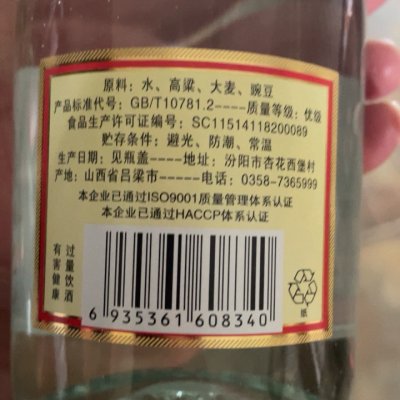 原料：水、高粱、大麦、豌豆
产品标准代号：GB/T10781.2----质量等级：优级
食品生产许可证编号：SC11514118200089
贮存条件：避光、防潮、常温
生产日期：见瓶盖----地址：汾阳市杏花西堡村
产地：山西省吕梁市-----电话：0358-7365999
本企业已通过ISO9001质量管理体系认证
本企业已通过HACCP体系认证
过量饮酒
有害健康
6 935361 608340
纸